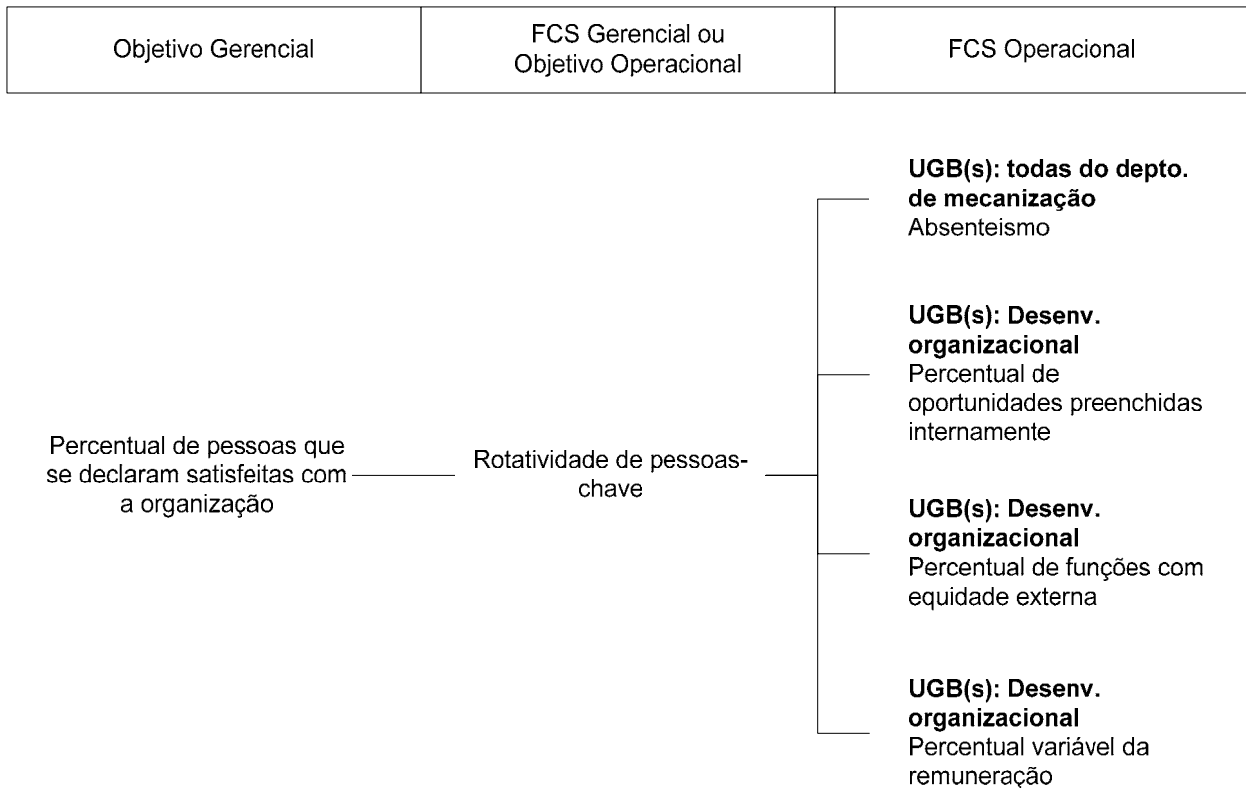 Objetivo Gerencial
FCS Gerencial ou
Objetivo Operacional
FCS Operacional
UGB(s): todas do depto.
de mecanização
Absenteismo
UGB(s): Desenv.
organizacional
Percentual de
oportunidades preenchidas
internamente
Percentual de pessoas que
se declaram satisfeitas com
a organização
Rotatividade de pessoas-
chave
UGB(s): Desenv.
organizacional
Percentual de funções com
equidade externa
UGB(s): Desenv.
organizacional
Percentual variável da
remuneração